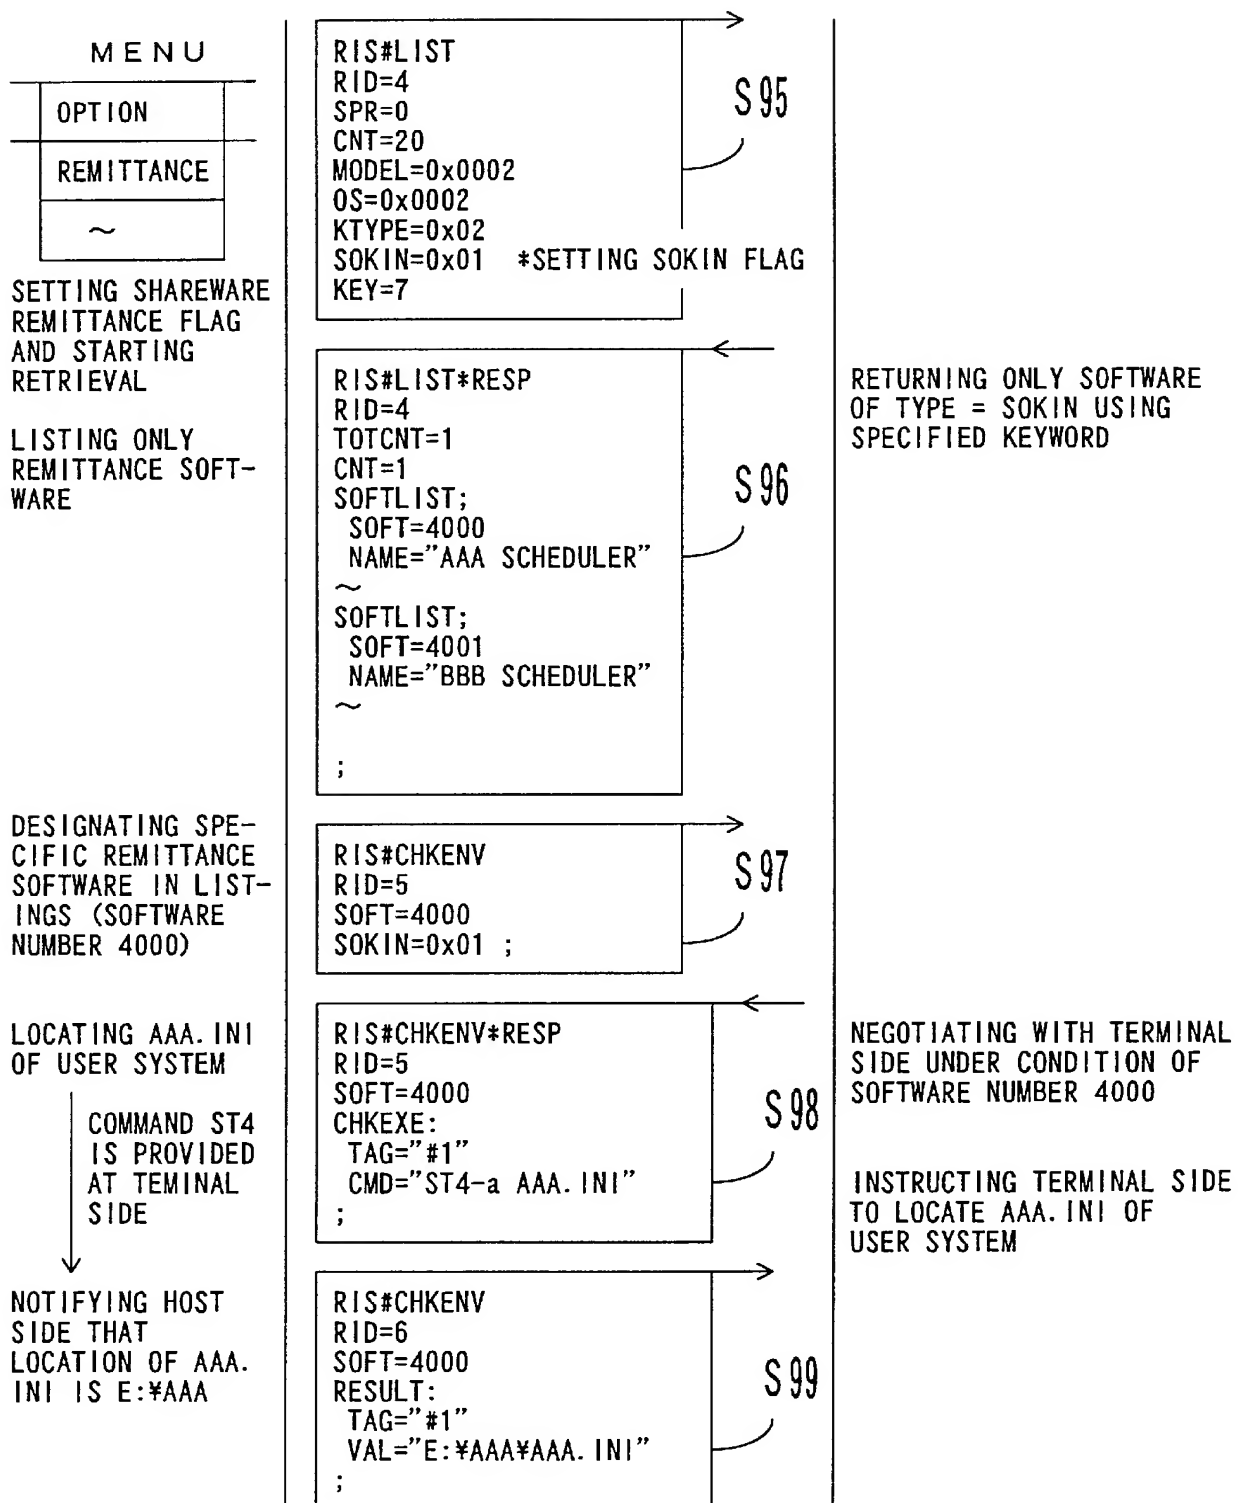 MENU
OPTION
REMITTANCE
~
SETTING SHAREWARE
REMITTANCE FLAG
AND STARTING
RETRIEVAL
LISTING ONLY
REMITTANCE SOFT-
WARE
RIS#LIST
RID=4
SPR=0
CNT=20
MODEL=0x0002
OS=0x0002
KTYPE=0x02
SOKIN=0x01 *SETTING SOKIN FLAG
KEY=7
S95
RIS#LIST*RESP
RID=4
TOTCNT=1
CNT=1
SOFTLIST;
SOFT=4000
NAME="AAA SCHEDULER"
~
SOFTLIST;
SOFT=4001
NAME="BBB SCHEDULER"
~
;
S96
RETURNING ONLY SOFTWARE
OF TYPE = SOKIN USING
SPECIFIED KEYWORD
DESIGNATING SPE-
CIFIC REMITTANCE
SOFTWARE IN LIST-
INGS (SOFTWARE
NUMBER 4000)
RIS#CHKENV
RID=5
SOFT=4000
SOKIN=0x01 ;
S97
LOCATING AAA.INI
OF USER SYSTEM
COMMAND ST4
IS PROVIDED
AT TEMINAL
SIDE
RIS#CHKENV*RESP
RID=5
SOFT=4000
CHKEXE:
TAG="#1"
CMD="ST4-a AAA.INI"
;
S98
NEGOTIATING WITH TERMINAL
SIDE UNDER CONDITION OF
SOFTWARE NUMBER 4000
INSTRUCTING TERMINAL SIDE
TO LOCATE AAA.INI OF
USER SYSTEM
NOTIFYING HOST
SIDE THAT
LOCATION OF AAA.
INI IS E:¥AAA
RIS#CHKENV
RID=6
SOFT=4000
RESULT:
TAG="#1"
VAL="E:¥AAA¥AAA.INI"
;
S99